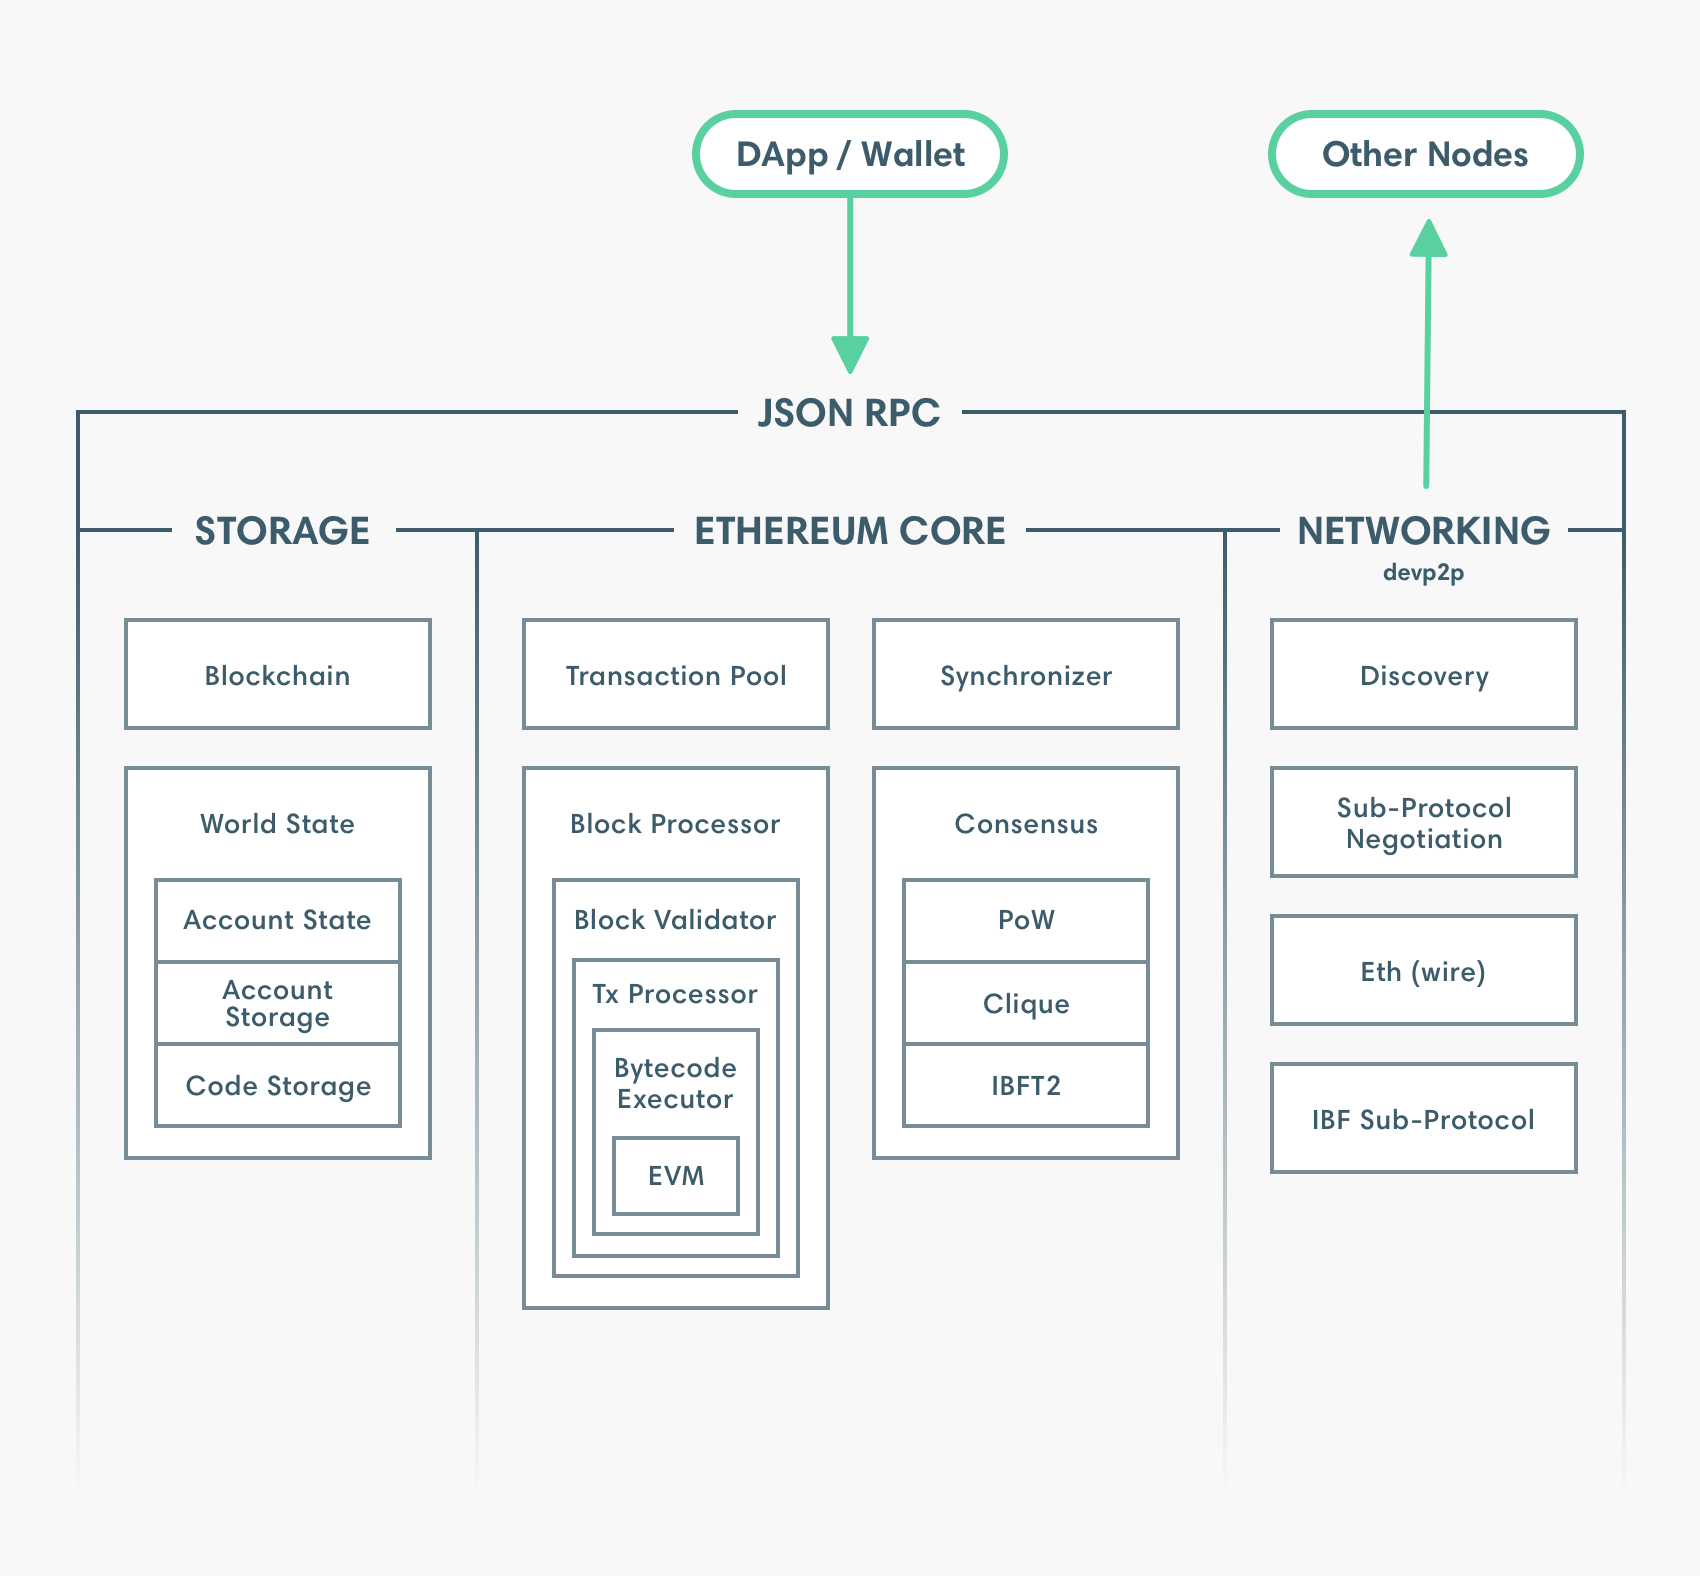 DApp / Wallet
Other Nodes
JSON RPC
STORAGE
ETHEREUM CORE
NETWORKING
devp2p
Blockchain
World State
Account State
Account
Storage
Code Storage
Transaction Pool
Block Processor
Block Validator
Tx Processor
Bytecode
Executor
EVM
Synchronizer
Consensus
PoW
Clique
IBFT2
Discovery
Sub-Protocol
Negotiation
Eth (wire)
IBF Sub-Protocol